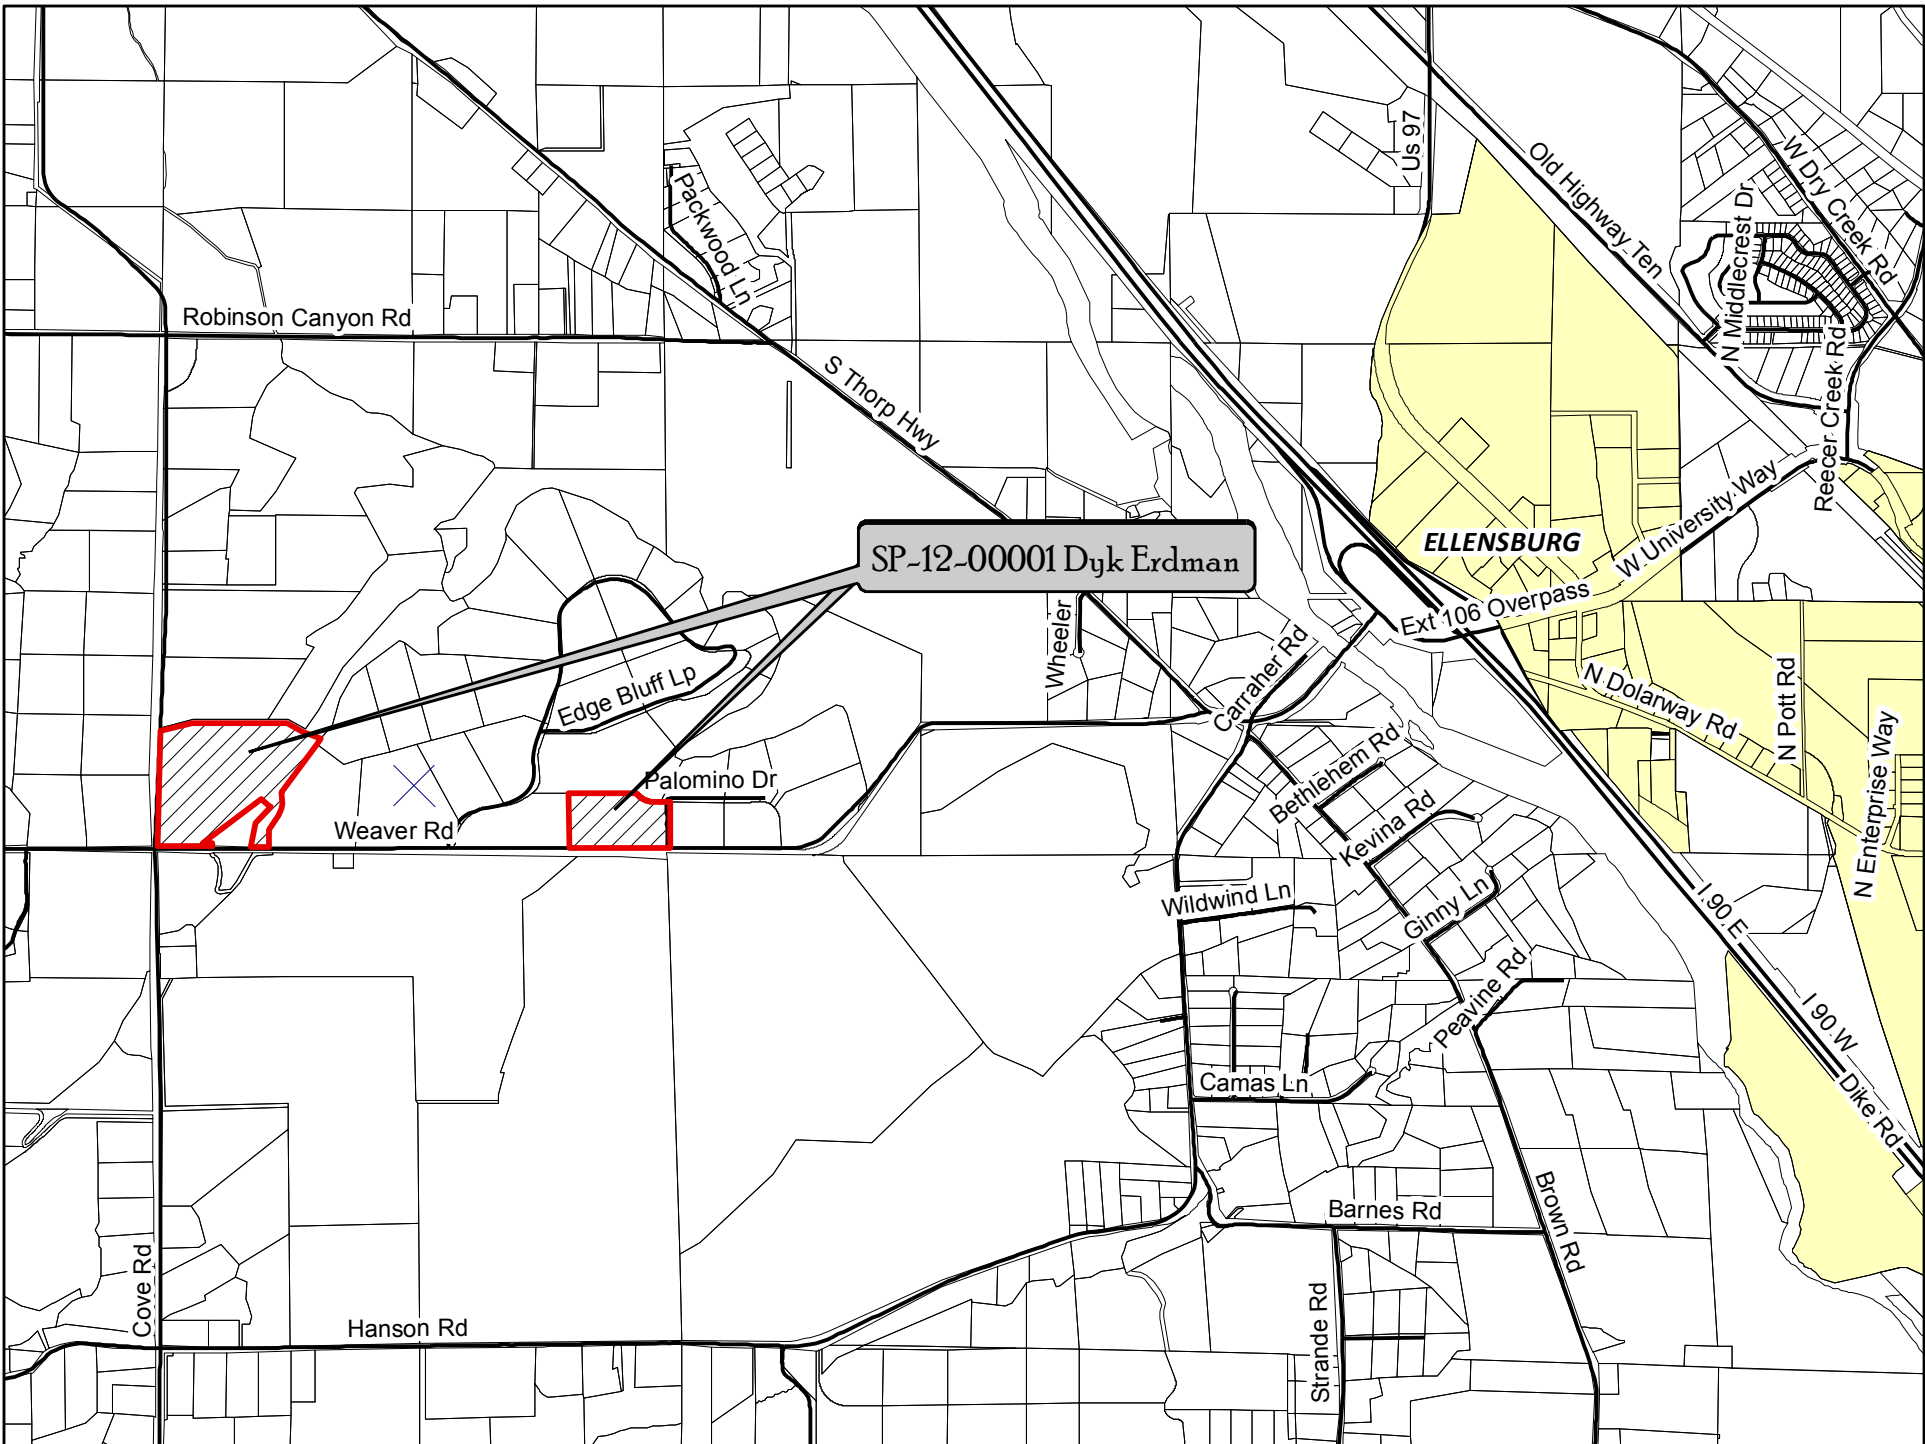 Us 97
Old Highway Ten
W Dry Creek Rd
N Middlecrest Dr
Packwood Ln
Robinson Canyon Rd
S Thorp Hwy
Reecer Creek Rd
W University Way
ELLENSBURG
SP-12-00001 Dyk Erdman
Ext 106 Overpass
Wheeler
Carraher Rd
Edge Bluff Lp
N Dolarway Rd
N Pott Rd
N Enterprise Way
Palomino Dr
Bethlehem Rd
Weaver Rd
Kevina Rd
Wildwind Ln
Ginny Ln
I 90 E
Peavine Rd
I 90 W
Camas Ln
Dike Rd
Barnes Rd
Brown Rd
Cove Rd
Hanson Rd
Strande Rd